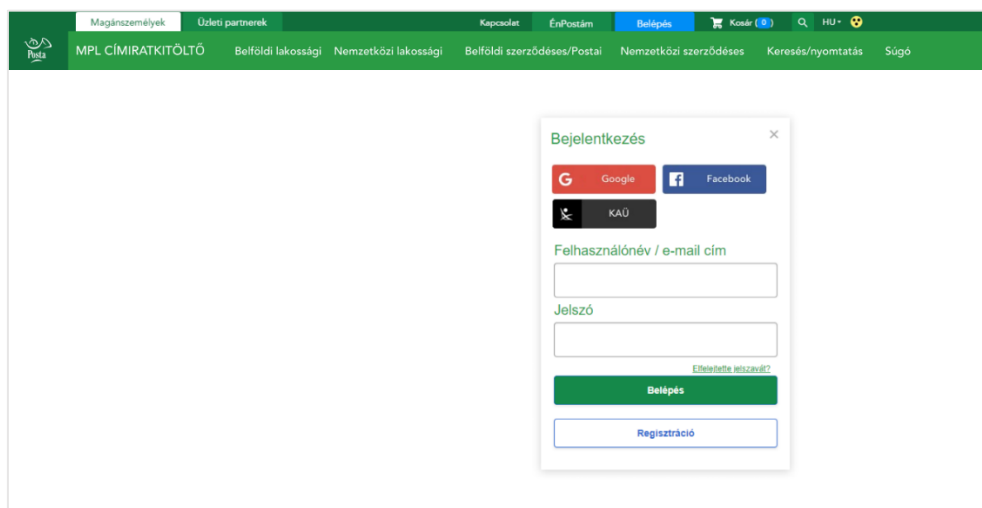 Magánszemélyek Üzleti partnerek Kapcsolat ÉnPostám Belépés Kosár ( 0 ) HU
Posta MPL CÍMIRATKITÖLTŐ Belföldi lakossági Nemzetközi lakossági Belföldi szerződéses/Postai Nemzetközi szerződéses Keresés/nyomtatás Súgó
Bejelentkezés ×
G Google f Facebook
KAÜ
Felhasználónév / e-mail cím
Jelszó
Elfelejtette jelszavát?
Belépés
Regisztráció